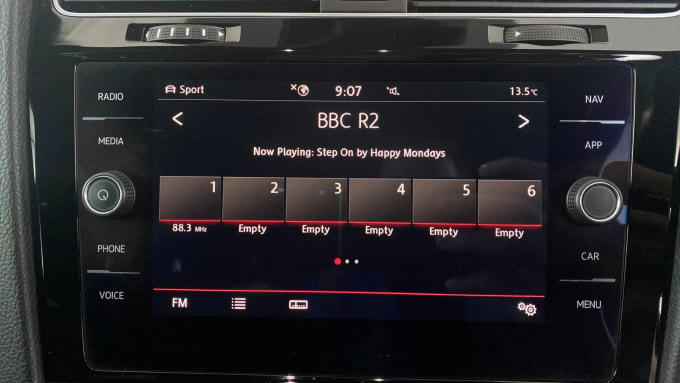 RADIO
MEDIA
PHONE
VOICE
Sport 9:07 13.5°C
< BBC R2 >
Now Playing: Step On by Happy Mondays
1 2 3 4 5 6
88.3 MHz Empty Empty Empty Empty Empty
FM
NAV
APP
CAR
MENU